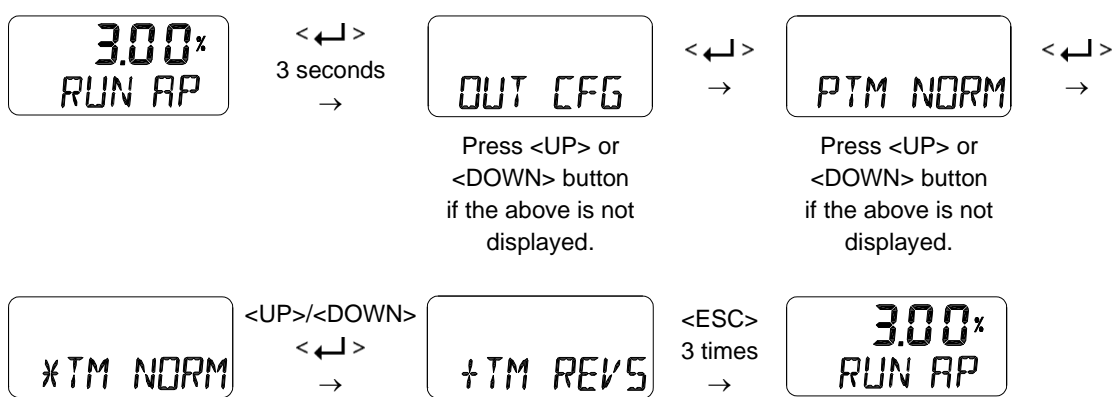 3.00%
RUN AP
< ↵ >
3 seconds
→
OUT CFG
Press <UP> or
<DOWN> button
if the above is not
displayed.
< ↵ >
→
PTM NORM
Press <UP> or
<DOWN> button
if the above is not
displayed.
< ↵ >
→
*TM NORM
<UP>/<DOWN>
< ↵ >
→
+TM REVS
<ESC>
3 times
→
3.00%
RUN AP